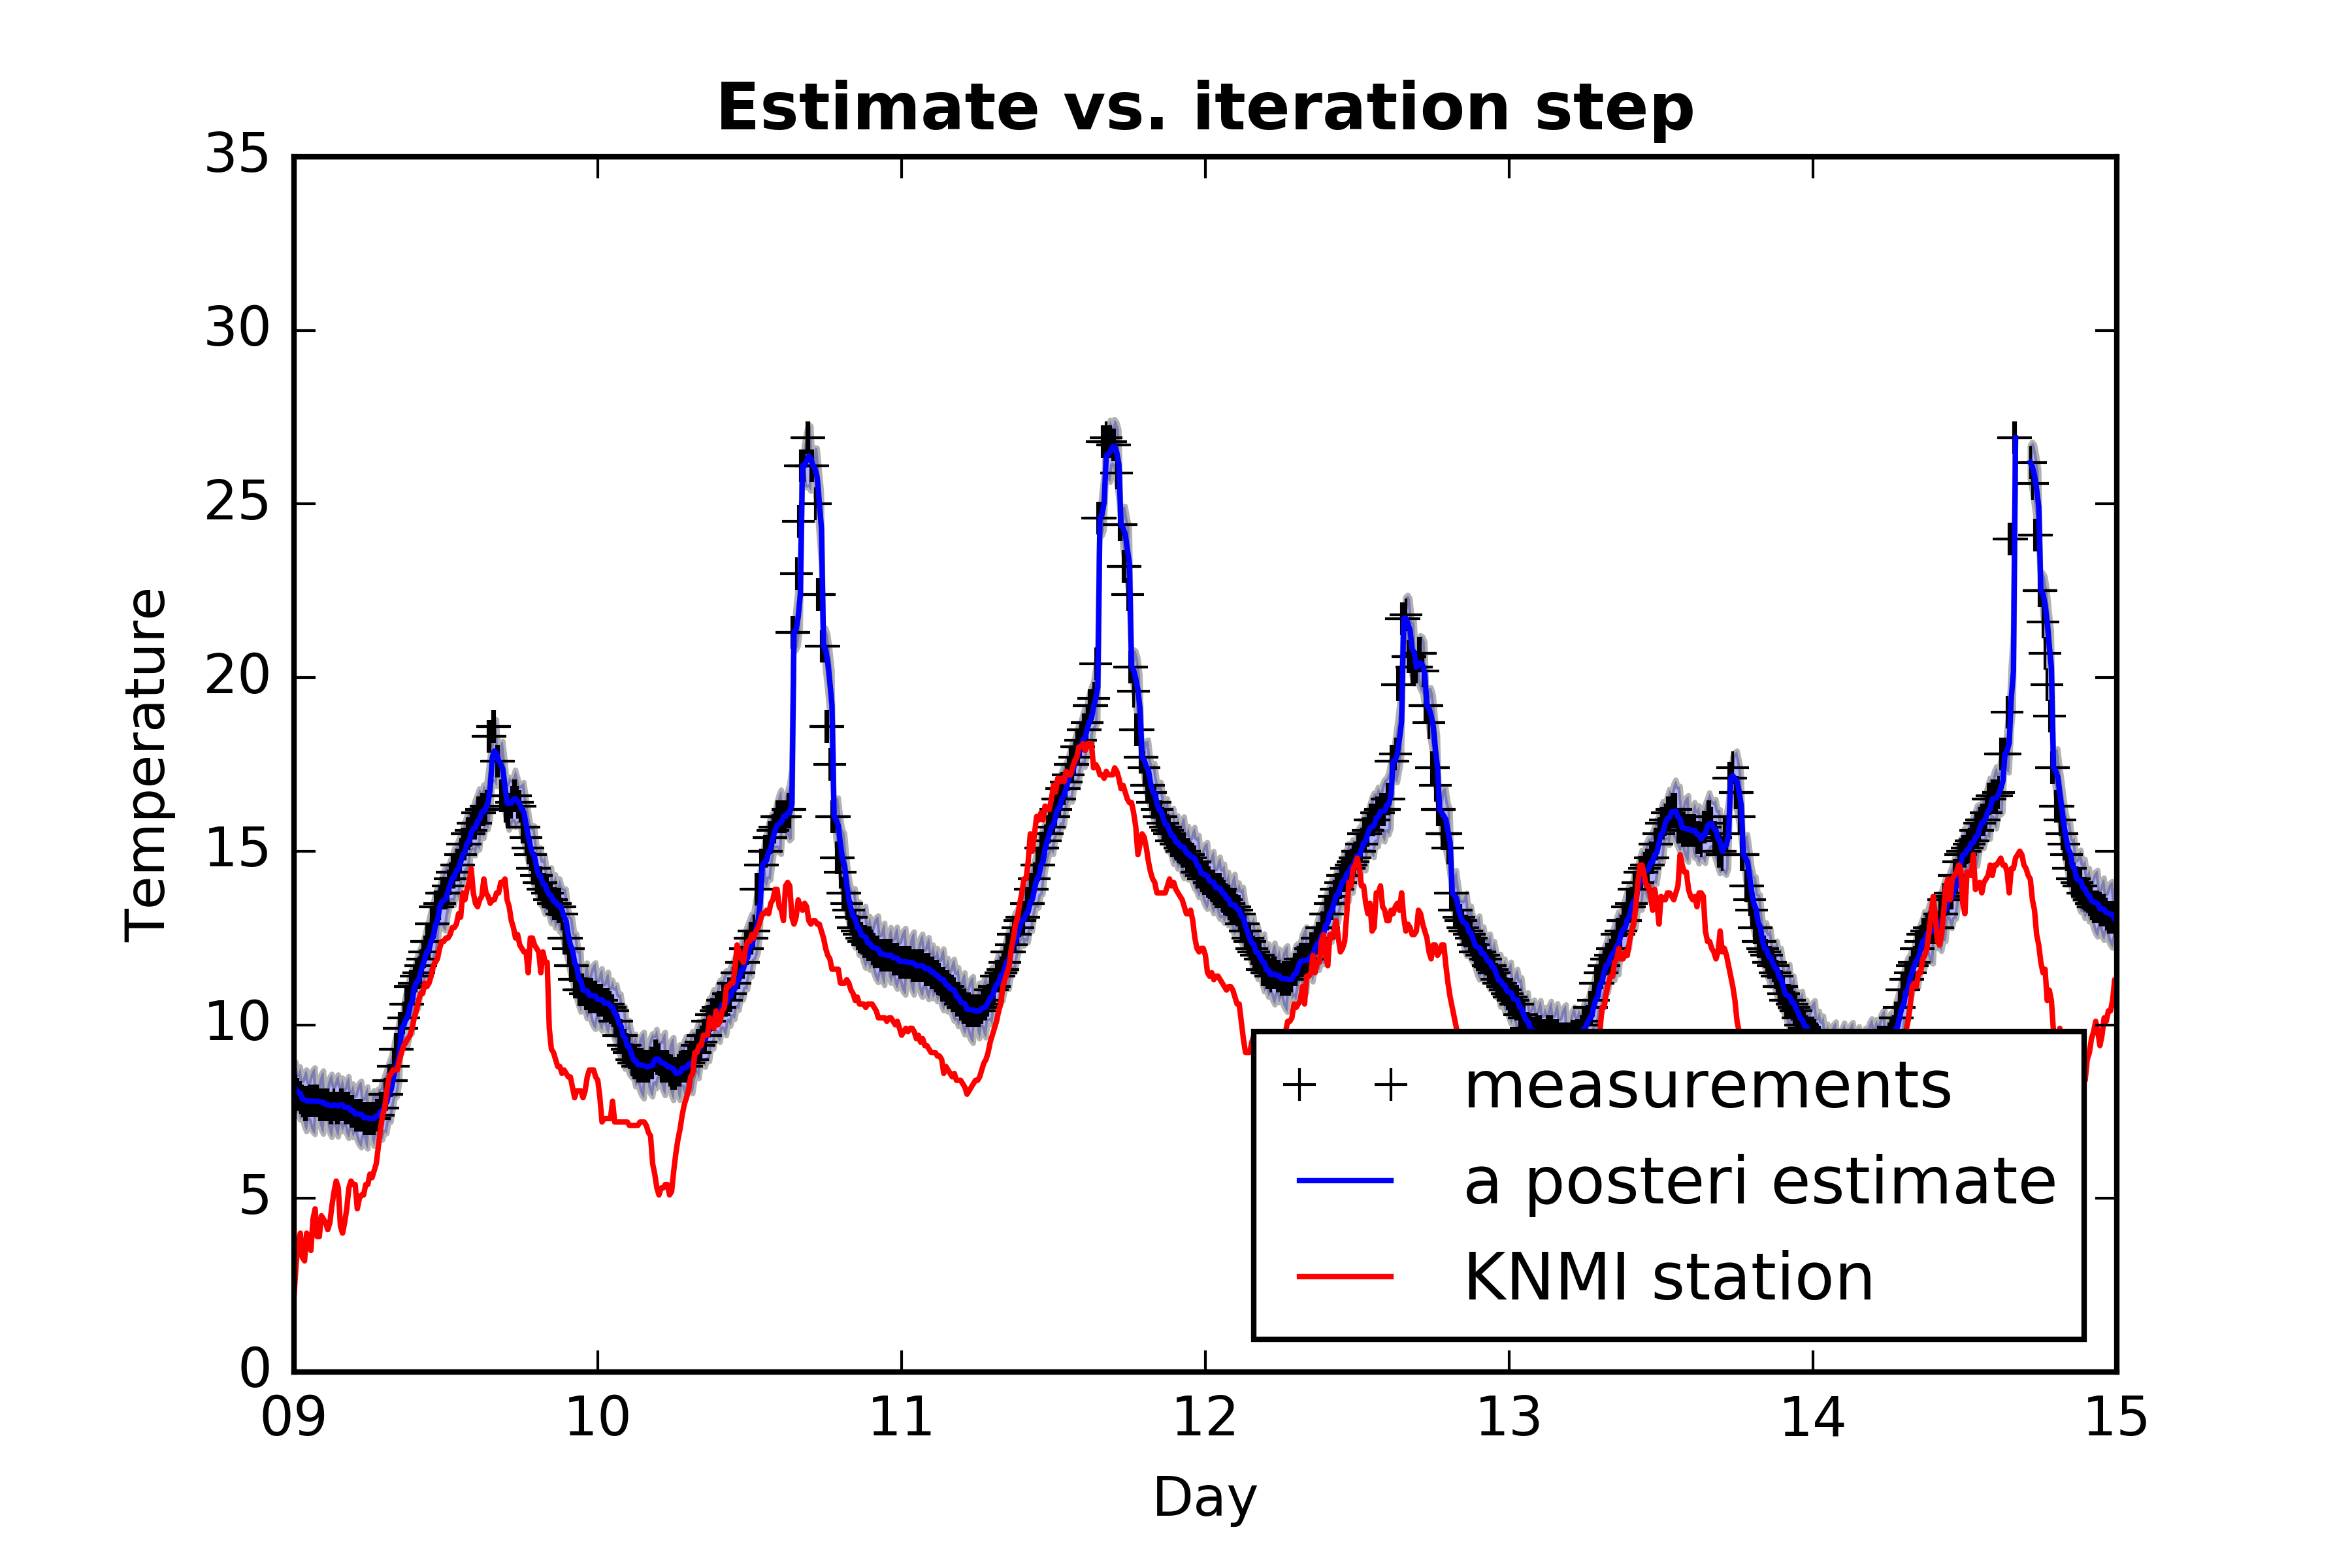 Estimate vs. iteration step
35
30
25
20
15
10
5
0
Temperature
measurements
a posteri estimate
KNMI station
09 10 11 12 13 14 15
Day